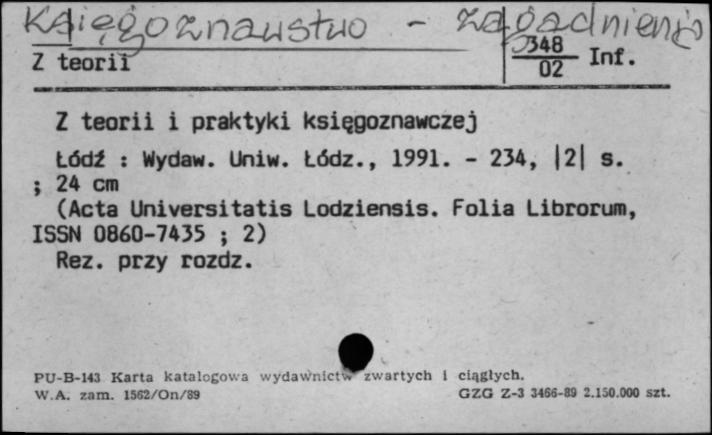 Księgoznawstwo - zagadnienia
Z teorii
348
02 Inf.
Z teorii i praktyki księgoznawczej
Łódź : Wydaw. Uniw. Łódz., 1991. - 234, |2| s.
; 24 cm
(Acta Universitatis Lodziensis. Folia Librorum,
ISSN 0860-7435 ; 2)
Rez. przy rozdz.
PU-B-143 Karta katalogowa wydawnictw zwartych i ciągłych.
W.A. zam. 1562/On/89 GZG Z-3 3466-89 2.150.000 szt.